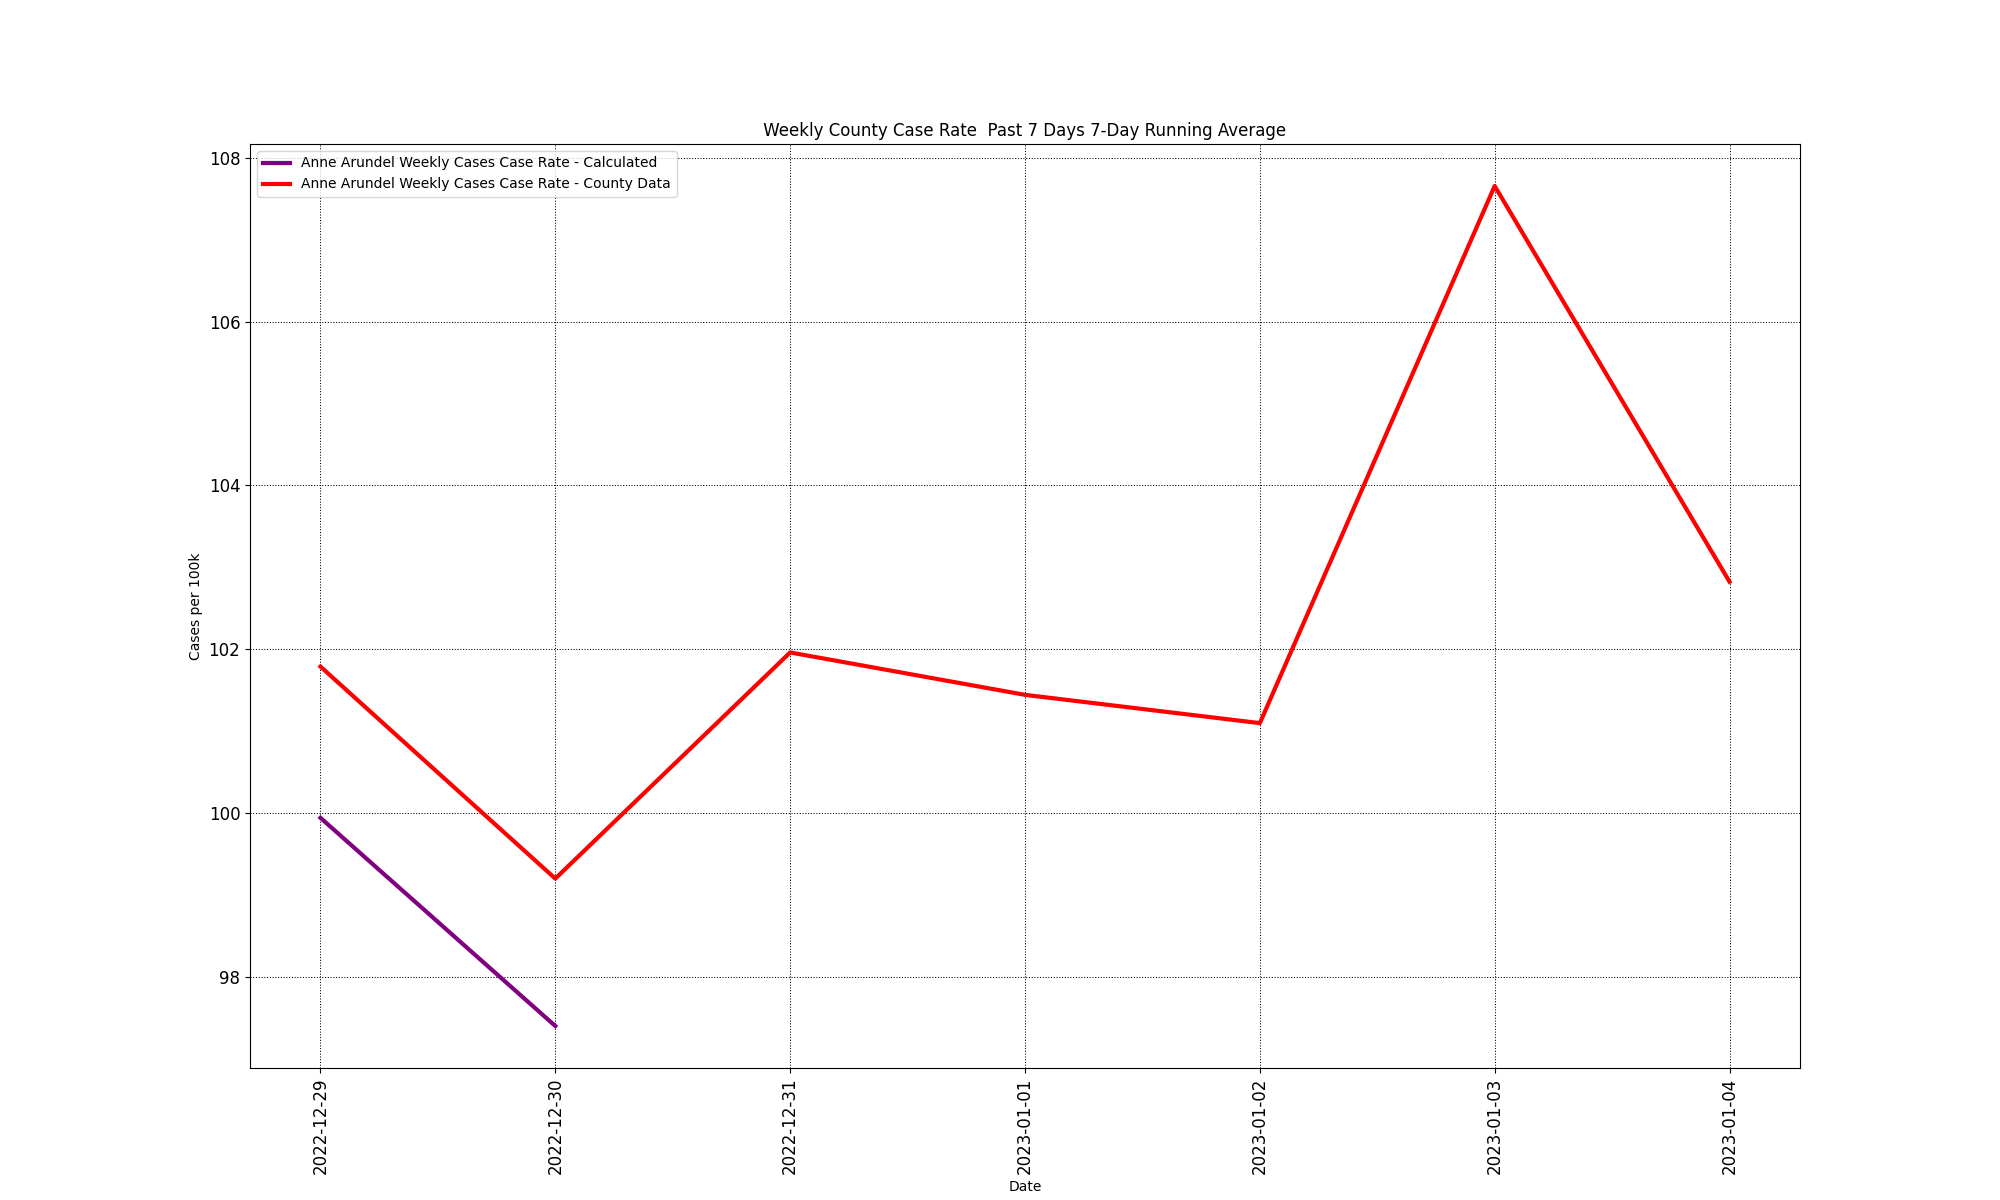 Weekly County Case Rate  Past 7 Days 7-Day Running Average
Anne Arundel Weekly Cases Case Rate - Calculated
Anne Arundel Weekly Cases Case Rate - County Data
108
106
104
102
100
98
Cases per 100k
2022-12-29
2022-12-30
2022-12-31
2023-01-01
2023-01-02
2023-01-03
2023-01-04
Date